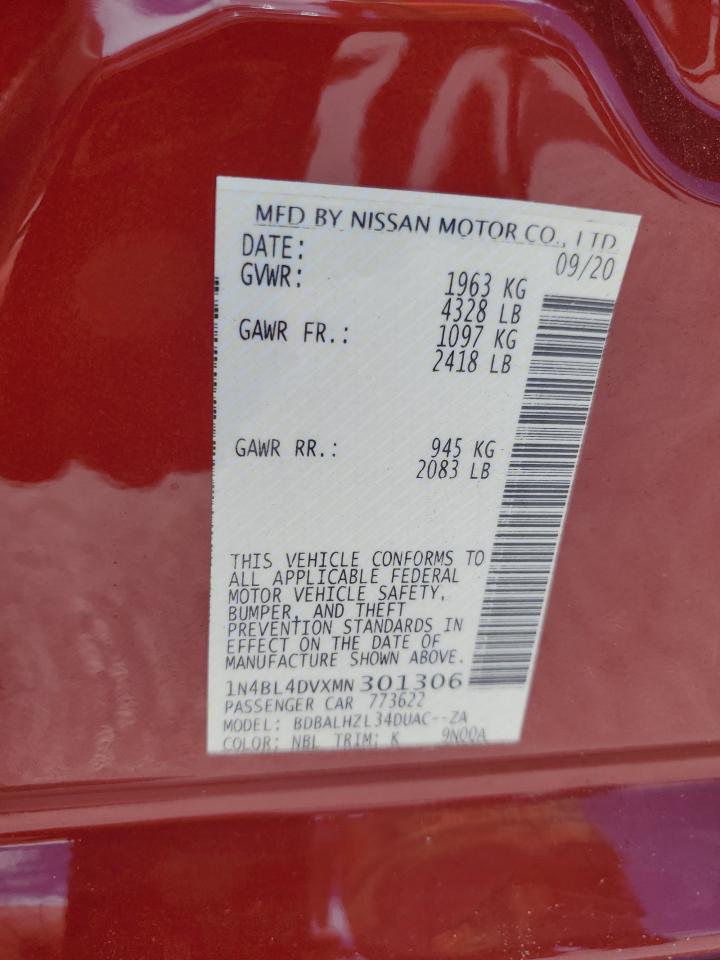 MFD BY NISSAN MOTOR CO., LTD
DATE: 09/20
GVWR: 1963 KG
4328 LB
GAWR FR.: 1097 KG
2418 LB
GAWR RR.: 945 KG
2083 LB
THIS VEHICLE CONFORMS TO
ALL APPLICABLE FEDERAL
MOTOR VEHICLE SAFETY,
BUMPER, AND THEFT
PREVENTION STANDARDS IN
EFFECT ON THE DATE OF
MANUFACTURE SHOWN ABOVE.
1N4BL4DVXMN301306
PASSENGER CAR 773622
MODEL: BDBALHZL34DUAC--ZA
COLOR: NBL TRIM: K 9N00A